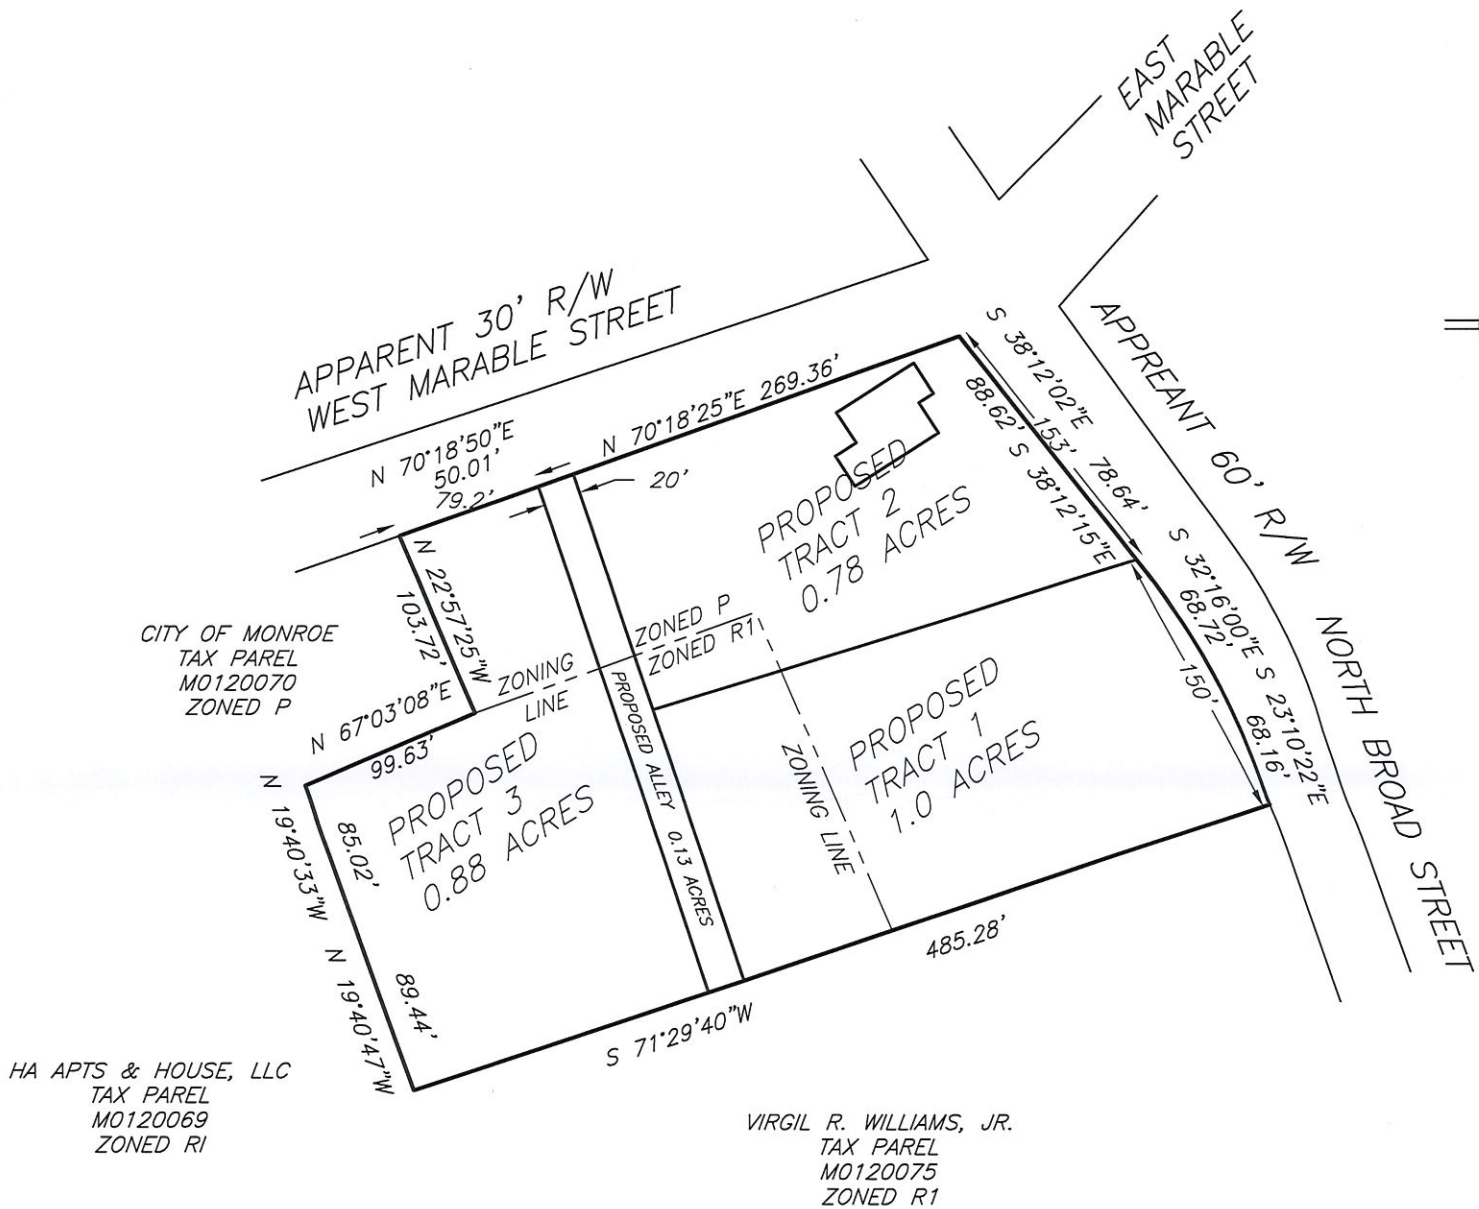 EAST
MARABLE
STREET
APPARENT 30' R/W
WEST MARABLE STREET
N 70°18'50"E
50.01'
79.2'
N 70°18'25"E 269.36'
20'
S 38°12'02"E
153'
78.64'
88.62'
S 38°12'15"E
APPREANT 60' R/W
NORTH BROAD STREET
S 32°16'00"E
68.72'
S 23°10'22"E
68.16'
150'
PROPOSED
TRACT 2
0.78 ACRES
N 22°57'25"W
103.72'
CITY OF MONROE
TAX PAREL
M0120070
ZONED P
ZONED P
ZONED R1
ZONING
LINE
N 67°03'08"E
99.63'
PROPOSED ALLEY 0.13 ACRES
PROPOSED
TRACT 1
1.0 ACRES
ZONING LINE
PROPOSED
TRACT 3
0.88 ACRES
N 19°40'33"W
85.02'
N 19°40'47"W
89.44'
485.28'
S 71°29'40"W
HA APTS & HOUSE, LLC
TAX PAREL
M0120069
ZONED RI
VIRGIL R. WILLIAMS, JR.
TAX PAREL
M0120075
ZONED R1